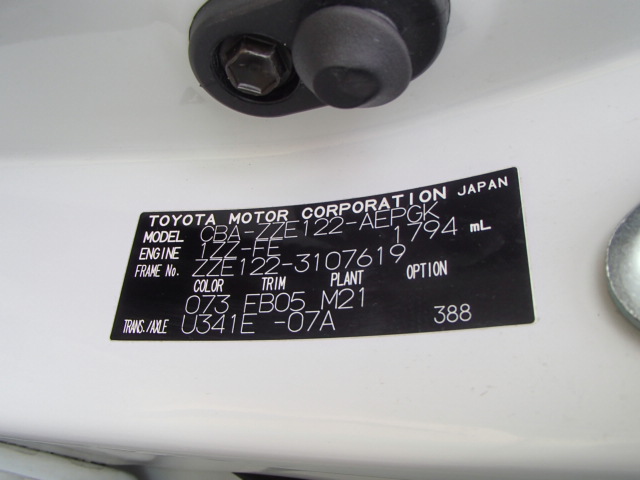 TOYOTA MOTOR CORPORATION JAPAN
MODEL CBA-ZZE122-AEPGK
ENGINE 1ZZ-FE 1794 mL
FRAME No. ZZE122-3107619
COLOR TRIM PLANT OPTION
073 EB05 M21
TRANS./AXLE U341E -07A 388